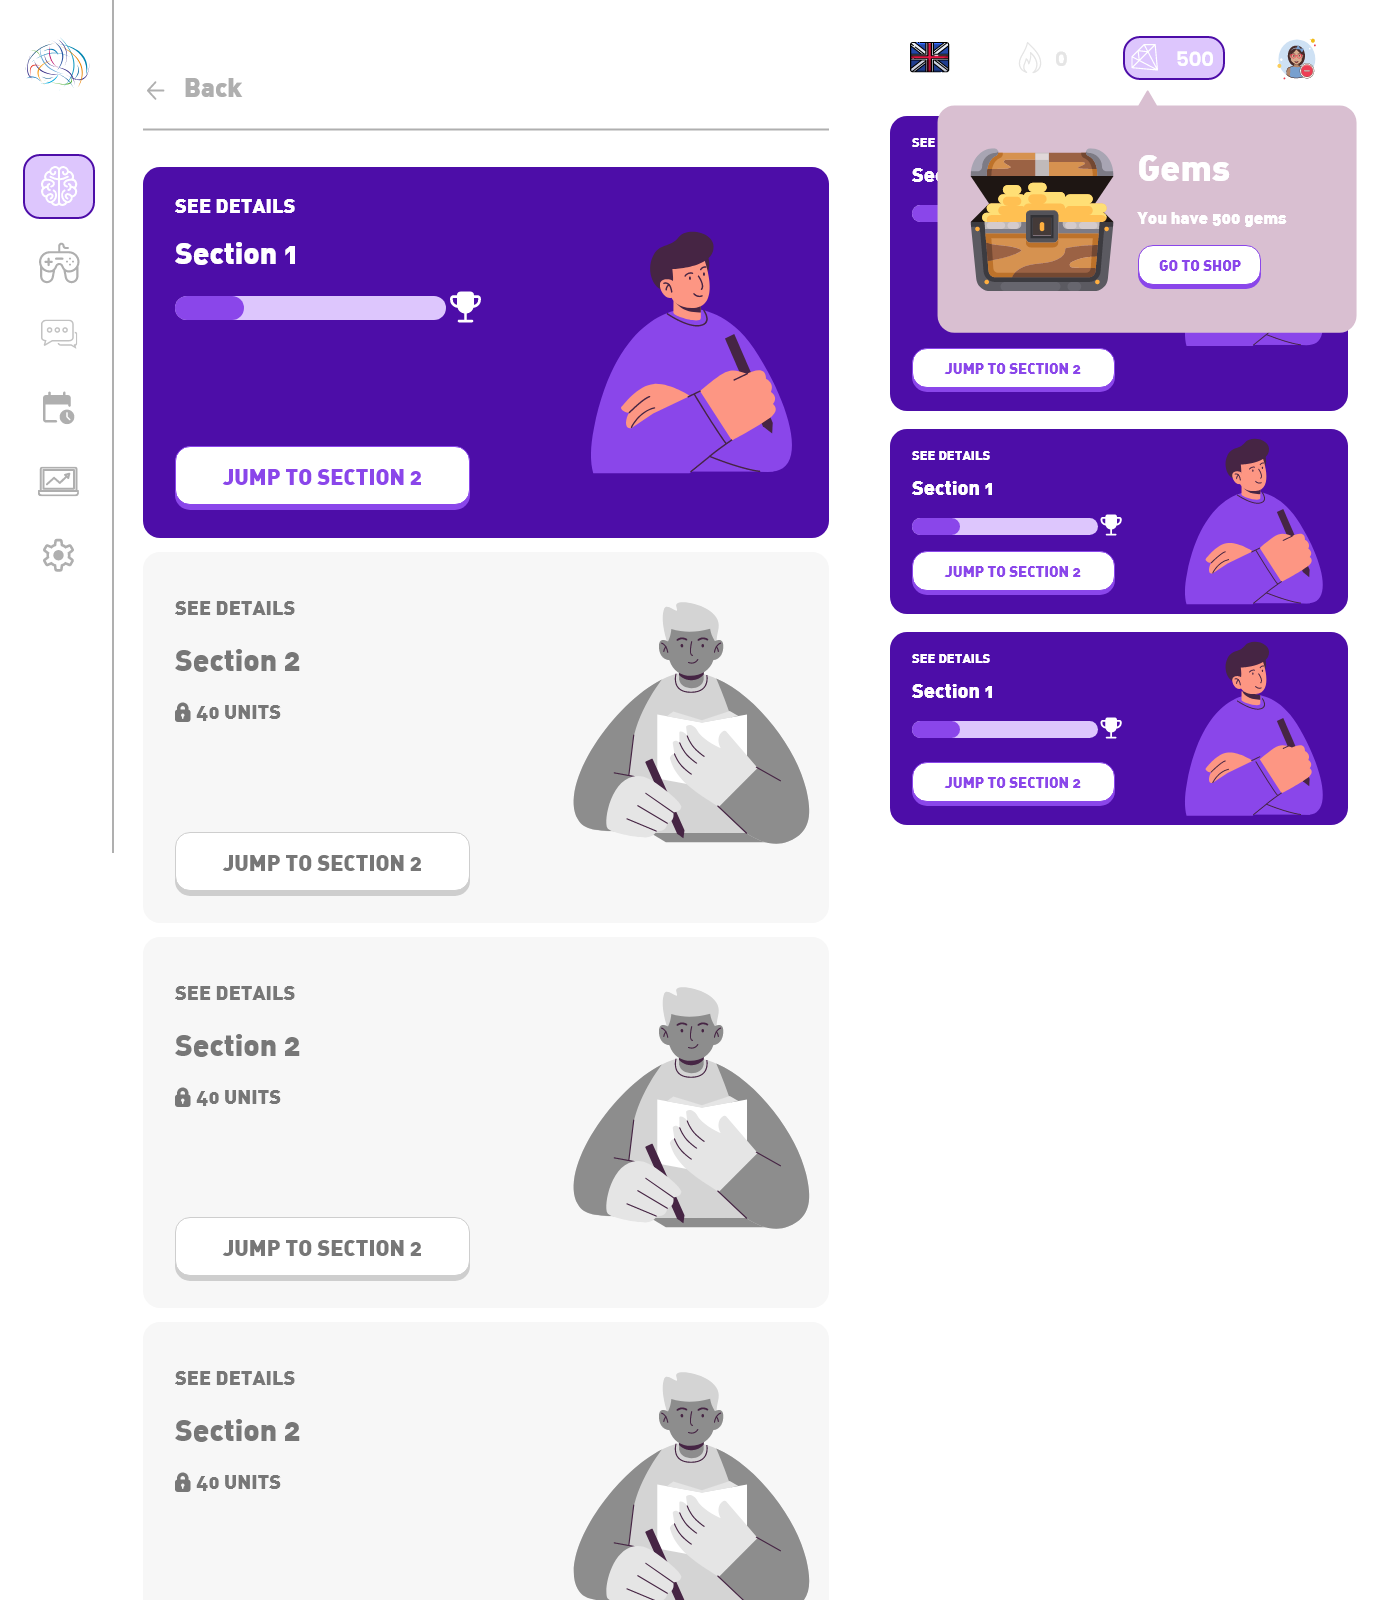 Back
SEE DETAILS
Section 1
JUMP TO SECTION 2
SEE DETAILS
Section 2
40 UNITS
JUMP TO SECTION 2
SEE DETAILS
Section 2
40 UNITS
JUMP TO SECTION 2
SEE DETAILS
Section 2
40 UNITS
0
500
SEE
Sec
Gems
You have 500 gems
GO TO SHOP
JUMP TO SECTION 2
SEE DETAILS
Section 1
JUMP TO SECTION 2
SEE DETAILS
Section 1
JUMP TO SECTION 2